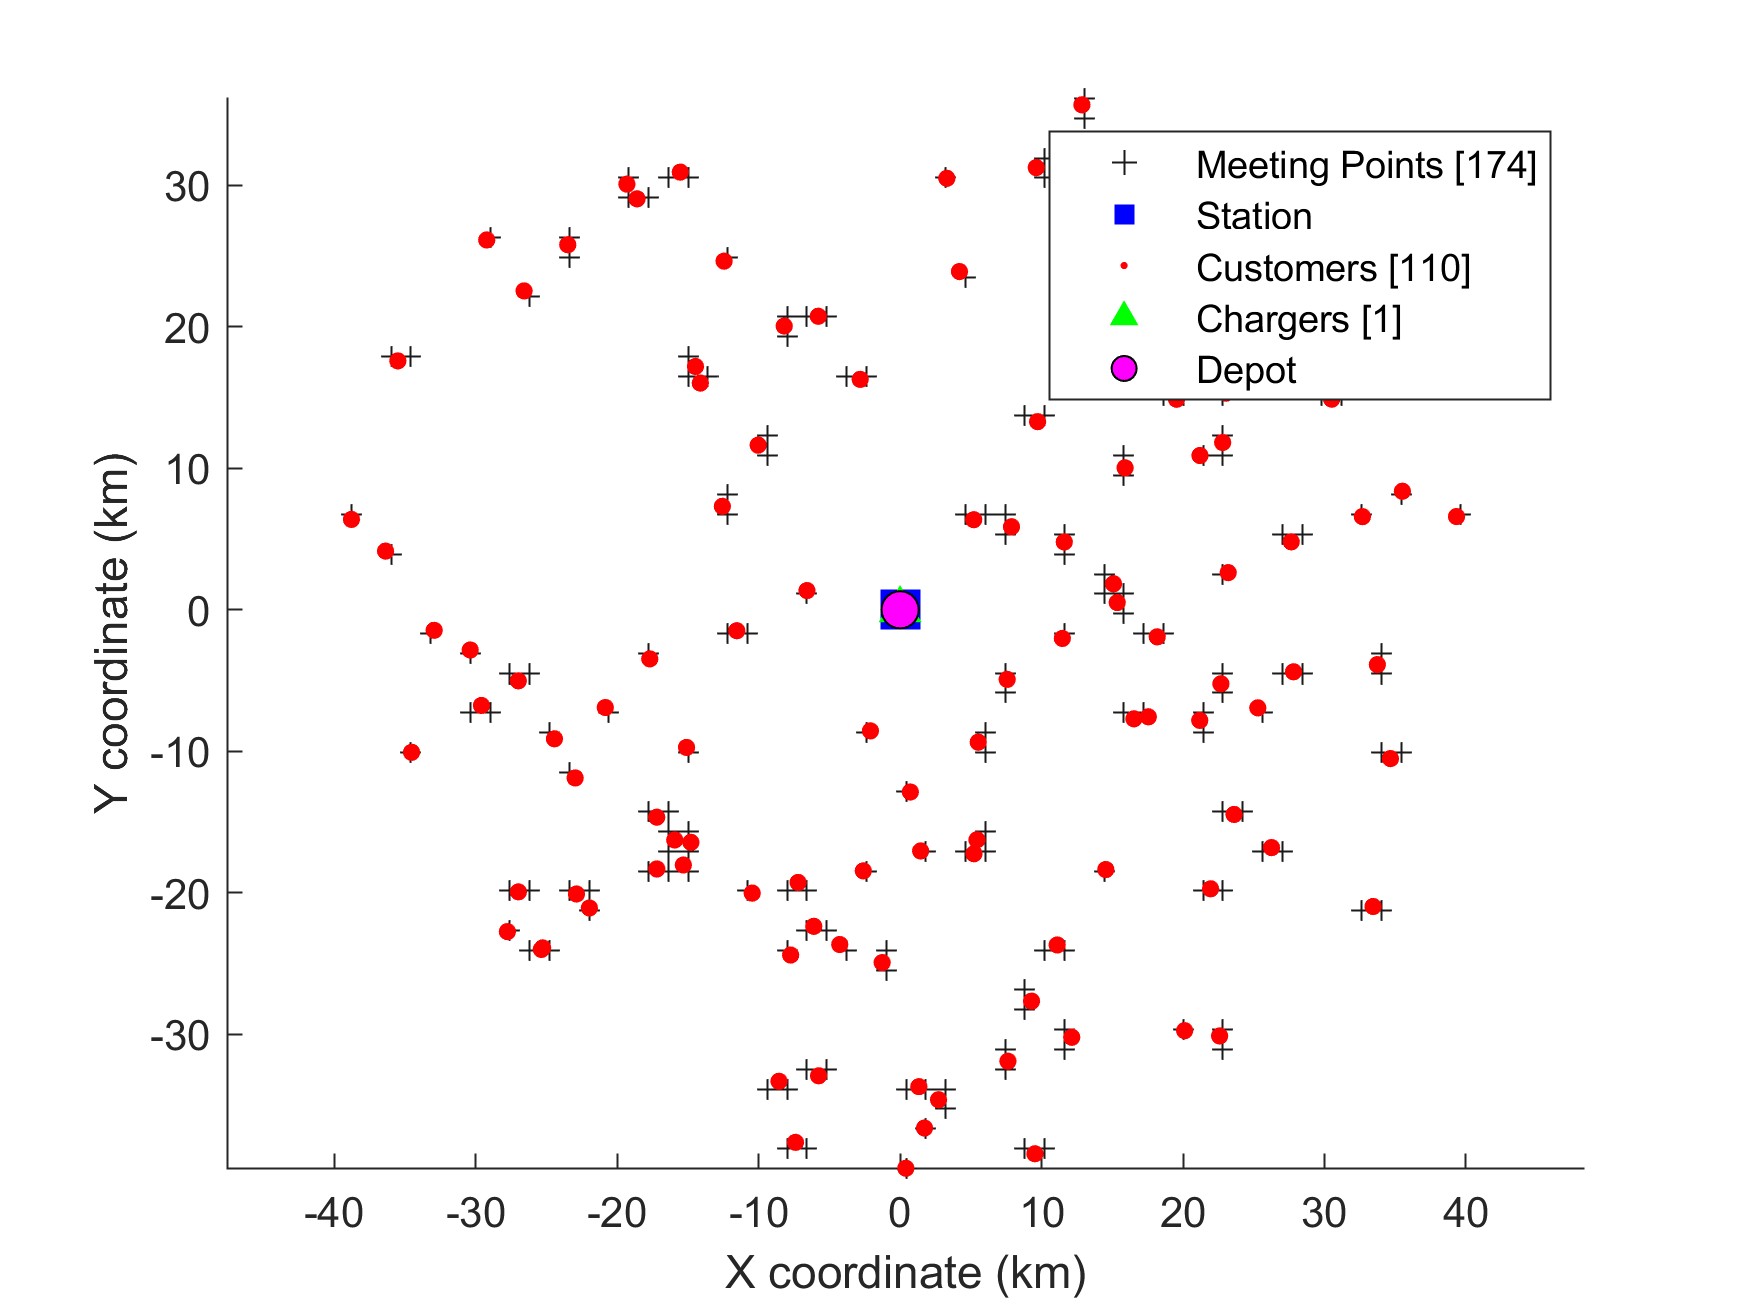 30
20
10
0
-10
-20
-30
Y coordinate (km)
Meeting Points [174]
Station
Customers [110]
Chargers [1]
Depot
-40 -30 -20 -10 0 10 20 30 40
X coordinate (km)